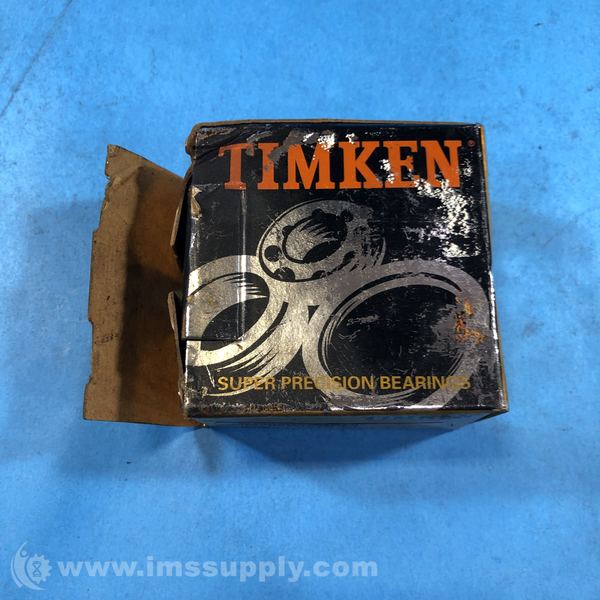 TIMKEN®
SUPER PRECISION BEARINGS
www.imssupply.com